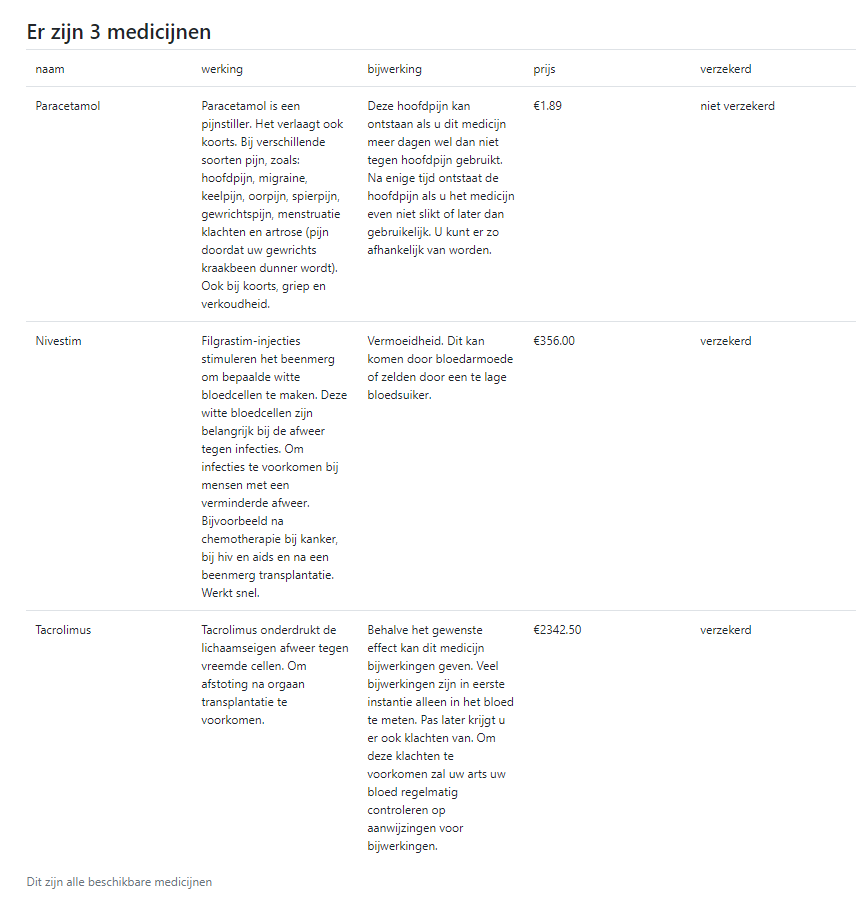 Er zijn 3 medicijnen
naam werking bijwerking prijs verzekerd
Paracetamol
Paracetamol is een
pijnstiller. Het verlaagt ook
koorts. Bij verschillende
soorten pijn, zoals:
hoofdpijn, migraine,
keelpijn, oorpijn, spierpijn,
gewrichtspijn, menstruatie
klachten en artrose (pijn
doordat uw gewrichts
kraakbeen dunner wordt).
Ook bij koorts, griep en
verkoudheid.
Deze hoofdpijn kan
ontstaan als u dit medicijn
meer dagen wel dan niet
tegen hoofdpijn gebruikt.
Na enige tijd ontstaat de
hoofdpijn als u het medicijn
even niet slikt of later dan
gebruikelijk. U kunt er zo
afhankelijk van worden.
€1.89
niet verzekerd
Nivestim
Filgrastim-injecties
stimuleren het beenmerg
om bepaalde witte
bloedcellen te maken. Deze
witte bloedcellen zijn
belangrijk bij de afweer
tegen infecties. Om
infecties te voorkomen bij
mensen met een
verminderde afweer.
Bijvoorbeeld na
chemotherapie bij kanker,
bij hiv en aids en na een
beenmerg transplantatie.
Werkt snel.
Vermoeidheid. Dit kan
komen door bloedarmoede
of zelden door een te lage
bloedsuiker.
€356.00
verzekerd
Tacrolimus
Tacrolimus onderdrukt de
lichaamseigen afweer tegen
vreemde cellen. Om
afstoting na orgaan
transplantatie te
voorkomen.
Behalve het gewenste
effect kan dit medicijn
bijwerkingen geven. Veel
bijwerkingen zijn in eerste
instantie alleen in het bloed
te meten. Pas later krijgt u
er ook klachten van. Om
deze klachten te
voorkomen zal uw arts uw
bloed regelmatig
controleren op
aanwijzingen voor
bijwerkingen.
€2342.50
verzekerd
Dit zijn alle beschikbare medicijnen